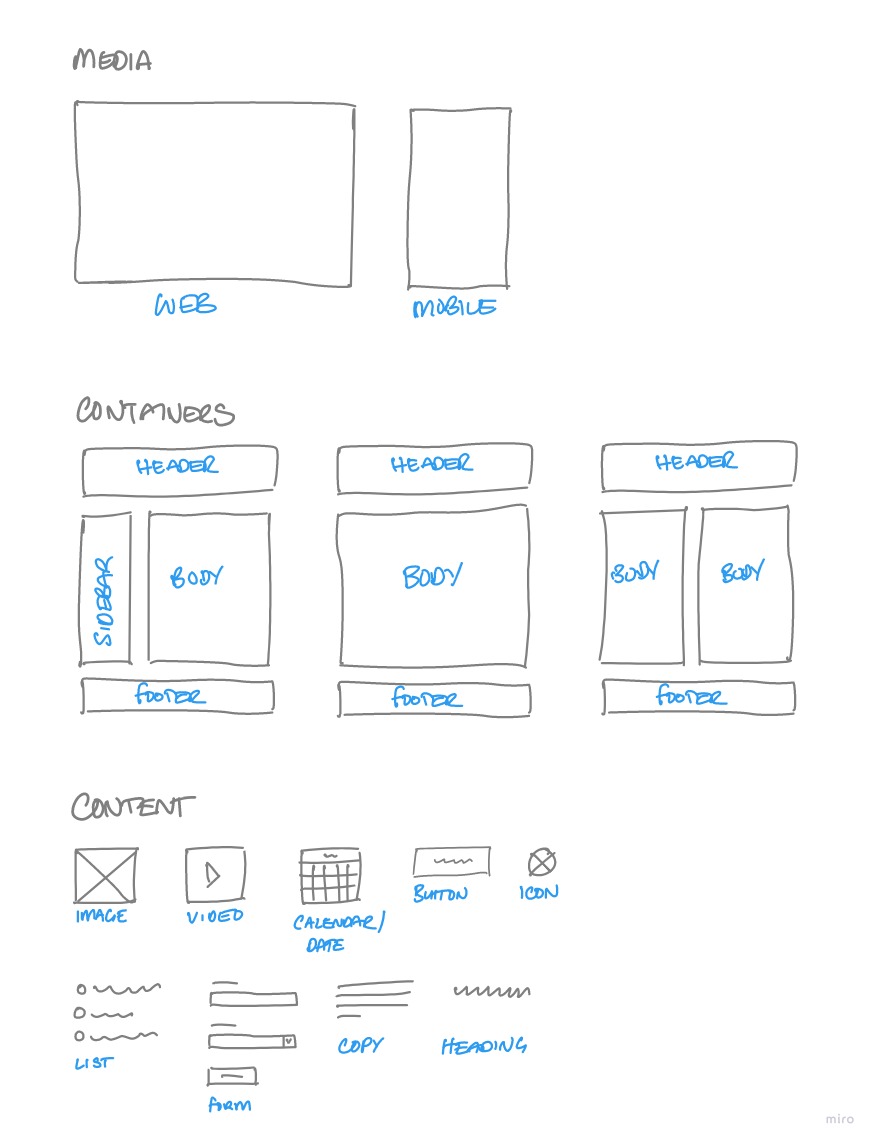 MEDIA
WEB
MOBILE
CONTAINERS
HEADER
HEADER
HEADER
SIDEBAR
BODY
BODY
BODY
BODY
FOOTER
FOOTER
FOOTER
CONTENT
IMAGE
VIDEO
CALENDAR/
DATE
BUTTON
ICON
LIST
FORM
COPY
HEADING
miro